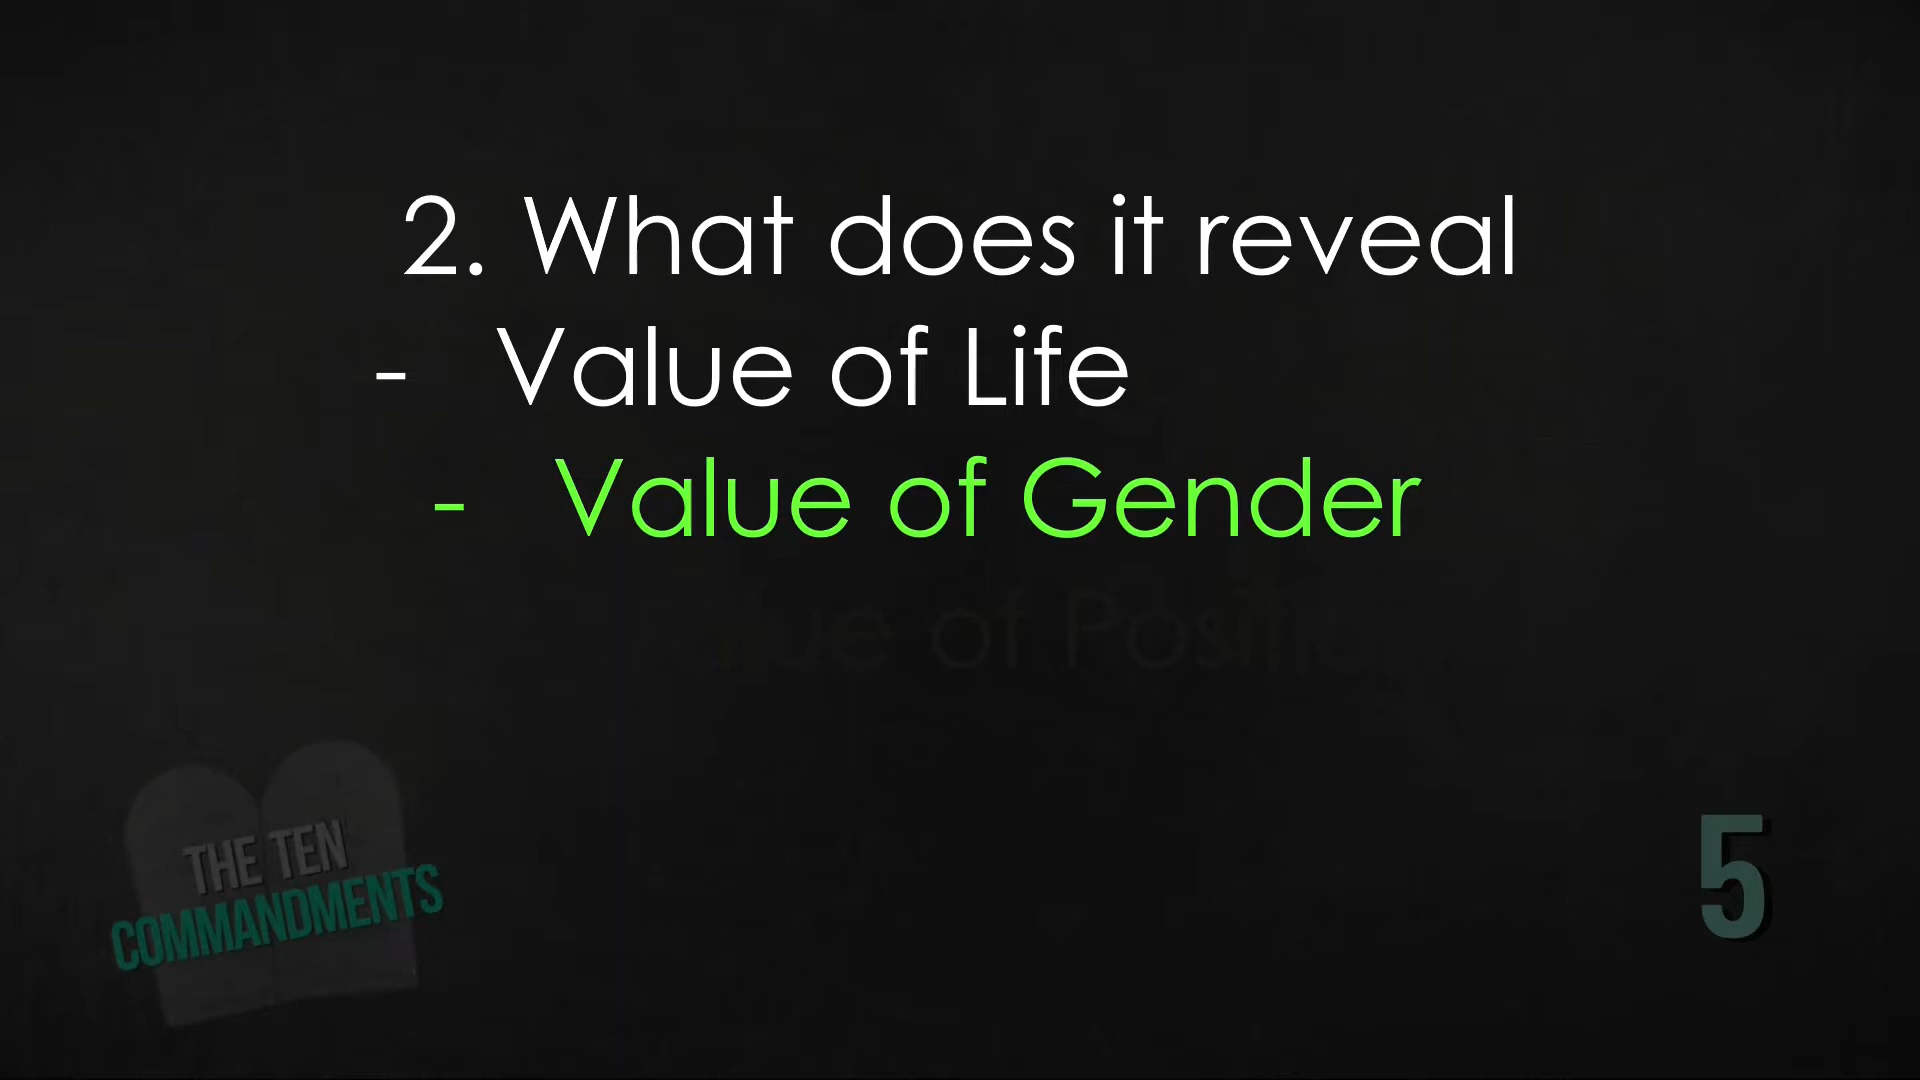 2. What does it reveal
- Value of Life
- Value of Gender
THE TEN
COMMANDMENTS
5